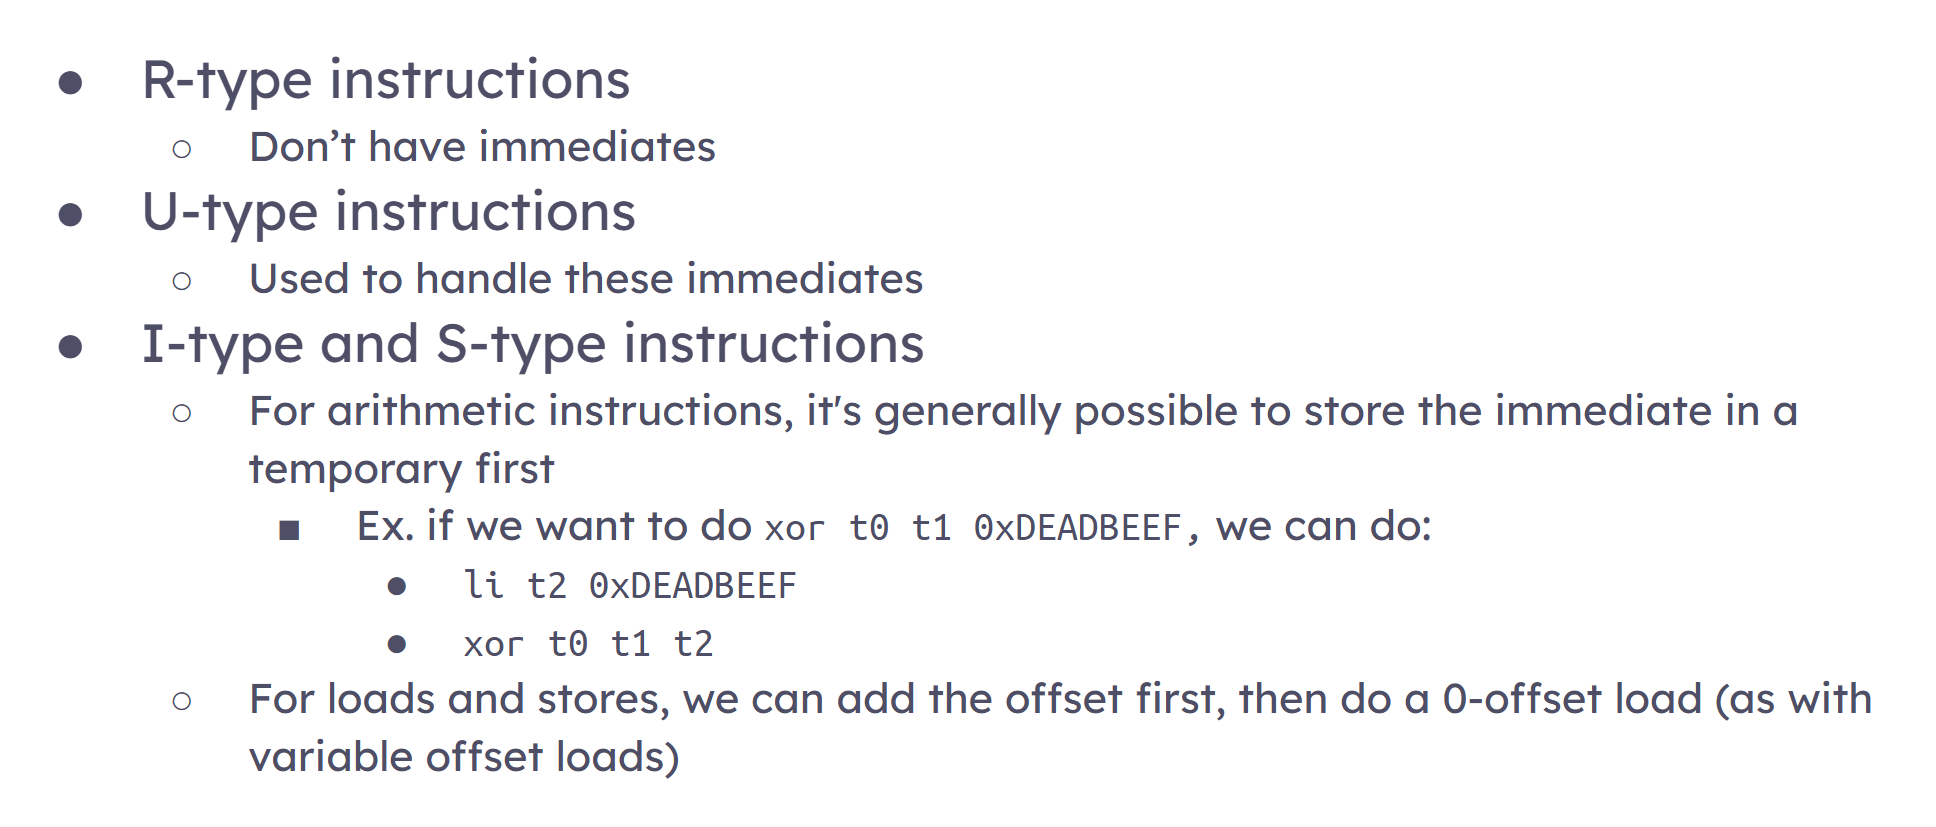 ● R-type instructions
○ Don’t have immediates
● U-type instructions
○ Used to handle these immediates
● I-type and S-type instructions
○ For arithmetic instructions, it's generally possible to store the immediate in a
temporary first
■ Ex. if we want to do xor t0 t1 0xDEADBEEF, we can do:
● li t2 0xDEADBEEF
● xor t0 t1 t2
○ For loads and stores, we can add the offset first, then do a 0-offset load (as with
variable offset loads)